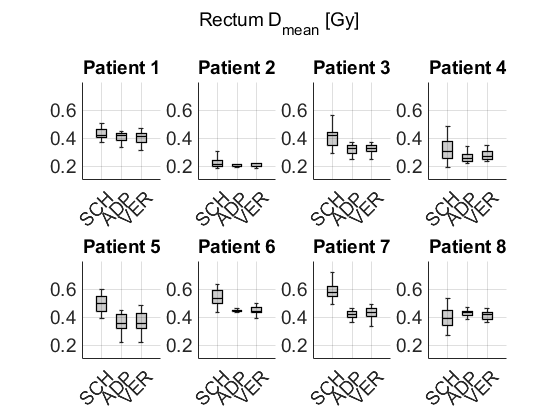 Rectum D_mean [Gy]
Patient 1 Patient 2 Patient 3 Patient 4
0.6 0.6 0.6 0.6
0.4 0.4 0.4 0.4
0.2 0.2 0.2 0.2
SCH ADP VER SCH ADP VER SCH ADP VER SCH ADP VER
Patient 5 Patient 6 Patient 7 Patient 8
0.6 0.6 0.6 0.6
0.4 0.4 0.4 0.4
0.2 0.2 0.2 0.2
SCH ADP VER SCH ADP VER SCH ADP VER SCH ADP VER